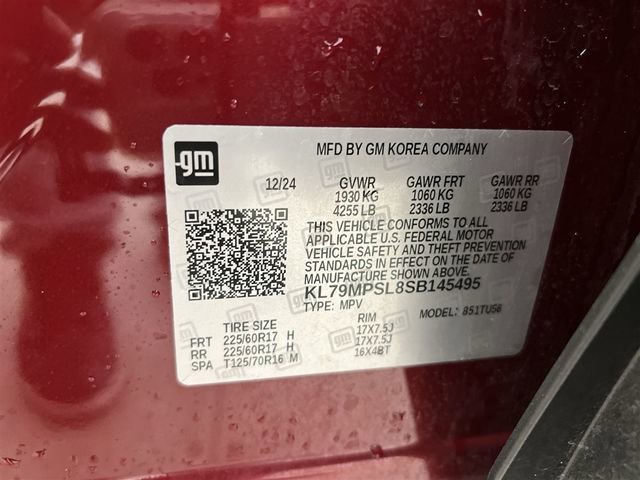 gm
MFD BY GM KOREA COMPANY
12/24 GVWR GAWR FRT GAWR RR
1930 KG 1060 KG 1060 KG
4255 LB 2336 LB 2336 LB
THIS VEHICLE CONFORMS TO ALL
APPLICABLE U.S. FEDERAL MOTOR
VEHICLE SAFETY AND THEFT
PREVENTION STANDARDS IN
EFFECT ON THE DATE OF
MANUFACTURE SHOWN ABOVE.
KL79MPSL8SB145495
TYPE: MPV MODEL: 851TU56
TIRE SIZE RIM
FRT 225/60R17 H 17X7.5J
RR 225/60R17 H 17X7.5J
SPA T125/70R16 M 16X4BT